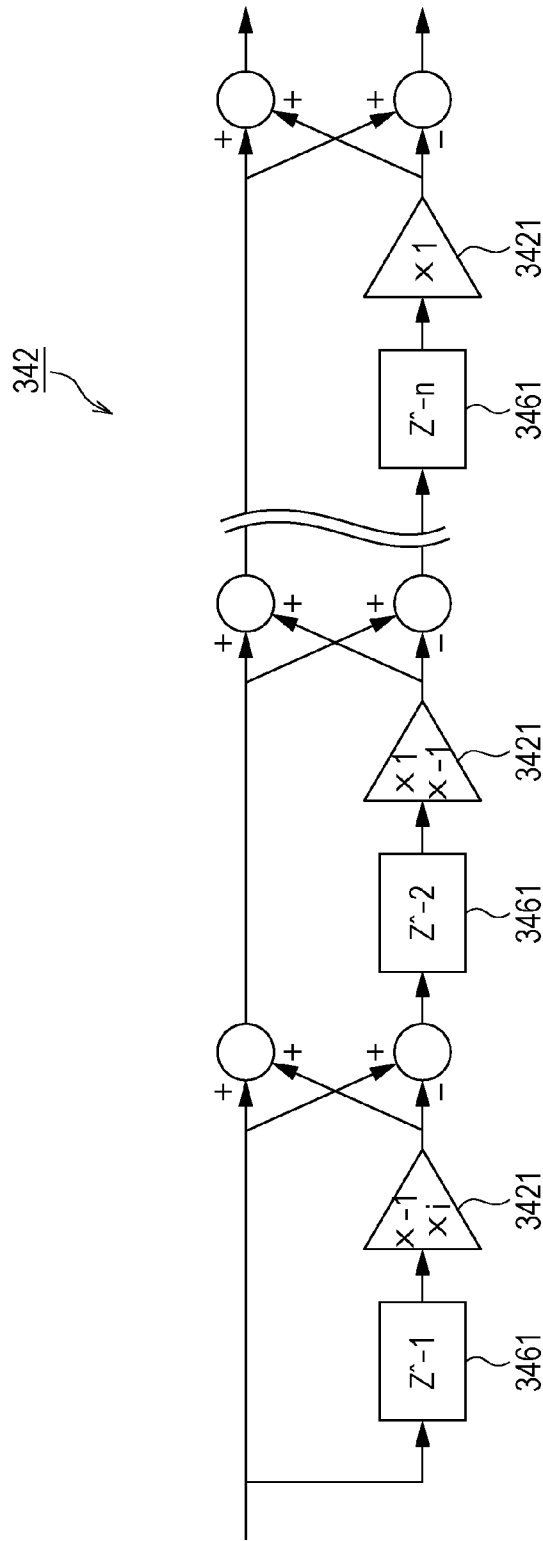 342
+
+
+
-
+
+
+
-
+
+
+
-
Z^-1
x-1
xi
Z^-2
x1
x-1
Z^-n
x1
3461
3421
3461
3421
3461
3421